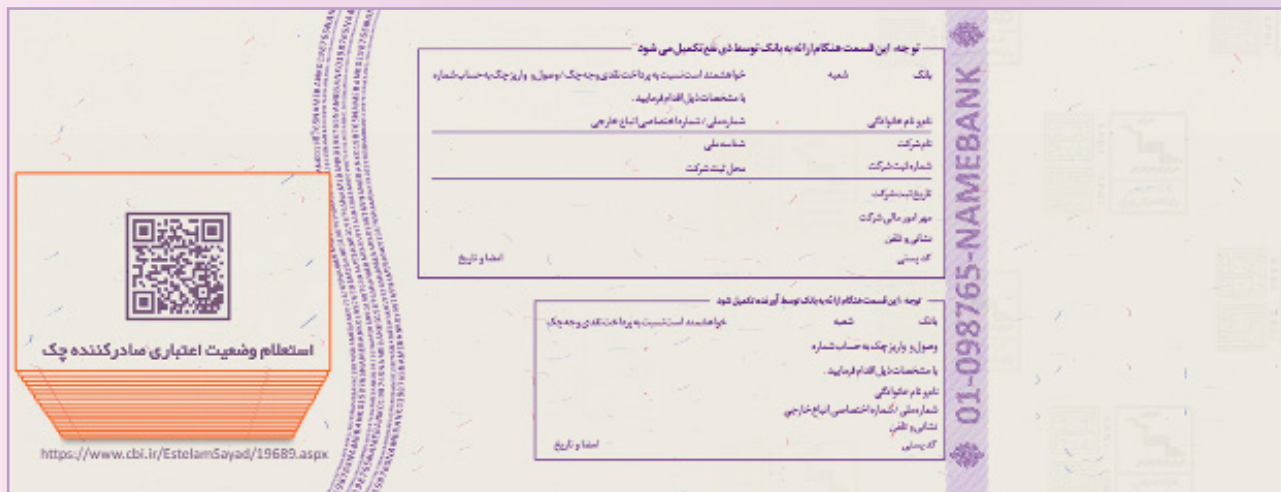 توجه: این قسمت هنگام ارائه به بانک توسط ذی نفع تکمیل می شود
بانک شعبه خواهشمند است نسبت به پرداخت نقدی وجه چک / وصول و واریز چک به حساب شماره
با مشخصات ذیل اقدام فرمایید.
نام و نام خانوادگی شماره ملی / شماره اختصاصی اتباع خارجی
نام شرکت شناسه ملی
شماره ثبت شرکت محل ثبت شرکت
تاریخ ثبت شرکت
مهر امور مالی شرکت
نشانی و تلفن
کد پستی امضا و تاریخ
توجه: این قسمت هنگام ارائه به بانک توسط آورنده تکمیل شود
بانک شعبه خواهشمند است نسبت به پرداخت نقدی وجه چک
وصول و واریز چک به حساب شماره
با مشخصات ذیل اقدام فرمایید.
نام و نام خانوادگی
شماره ملی / شماره اختصاصی اتباع خارجی
نشانی و تلفن
کد پستی امضا و تاریخ
01-098765-NAMEBANK
استعلام وضعیت اعتباری صادرکننده چک
https://www.cbi.ir/EstelamSayad/19689.aspx